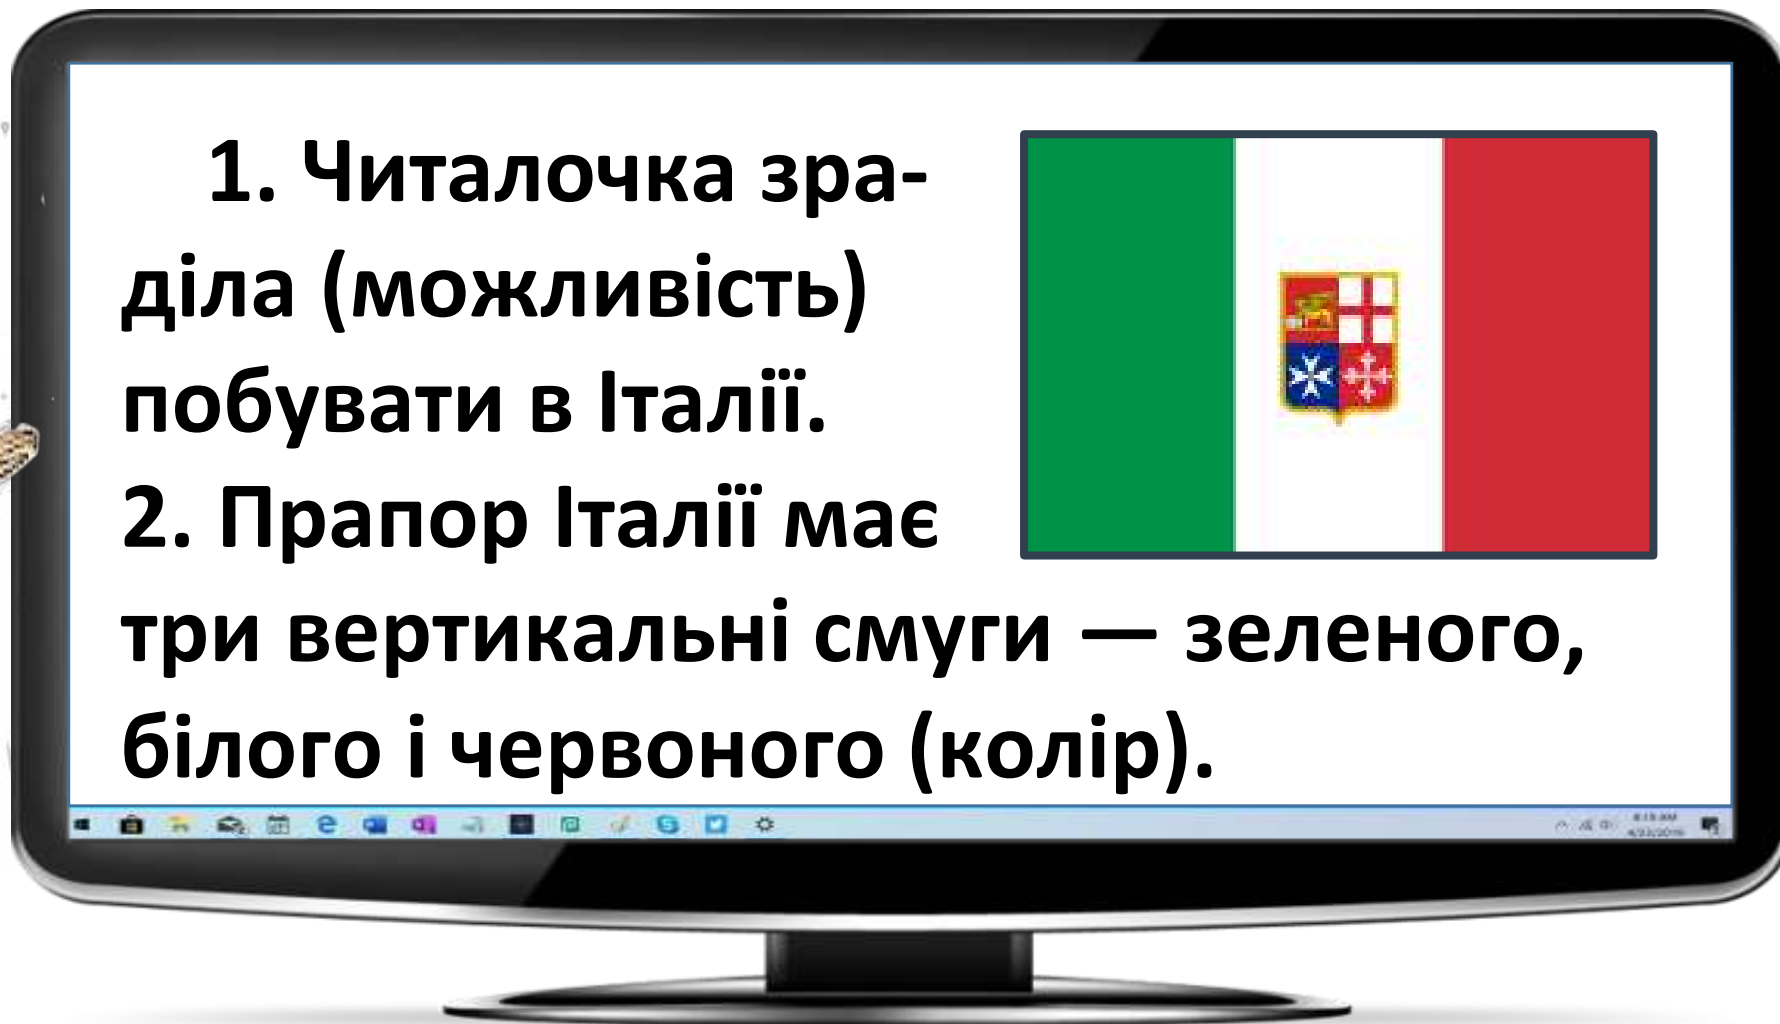 1. Читалочка зра-
діла (можливість)
побувати в Італії.
2. Прапор Італії має
три вертикальні смуги — зеленого,
білого і червоного (колір).